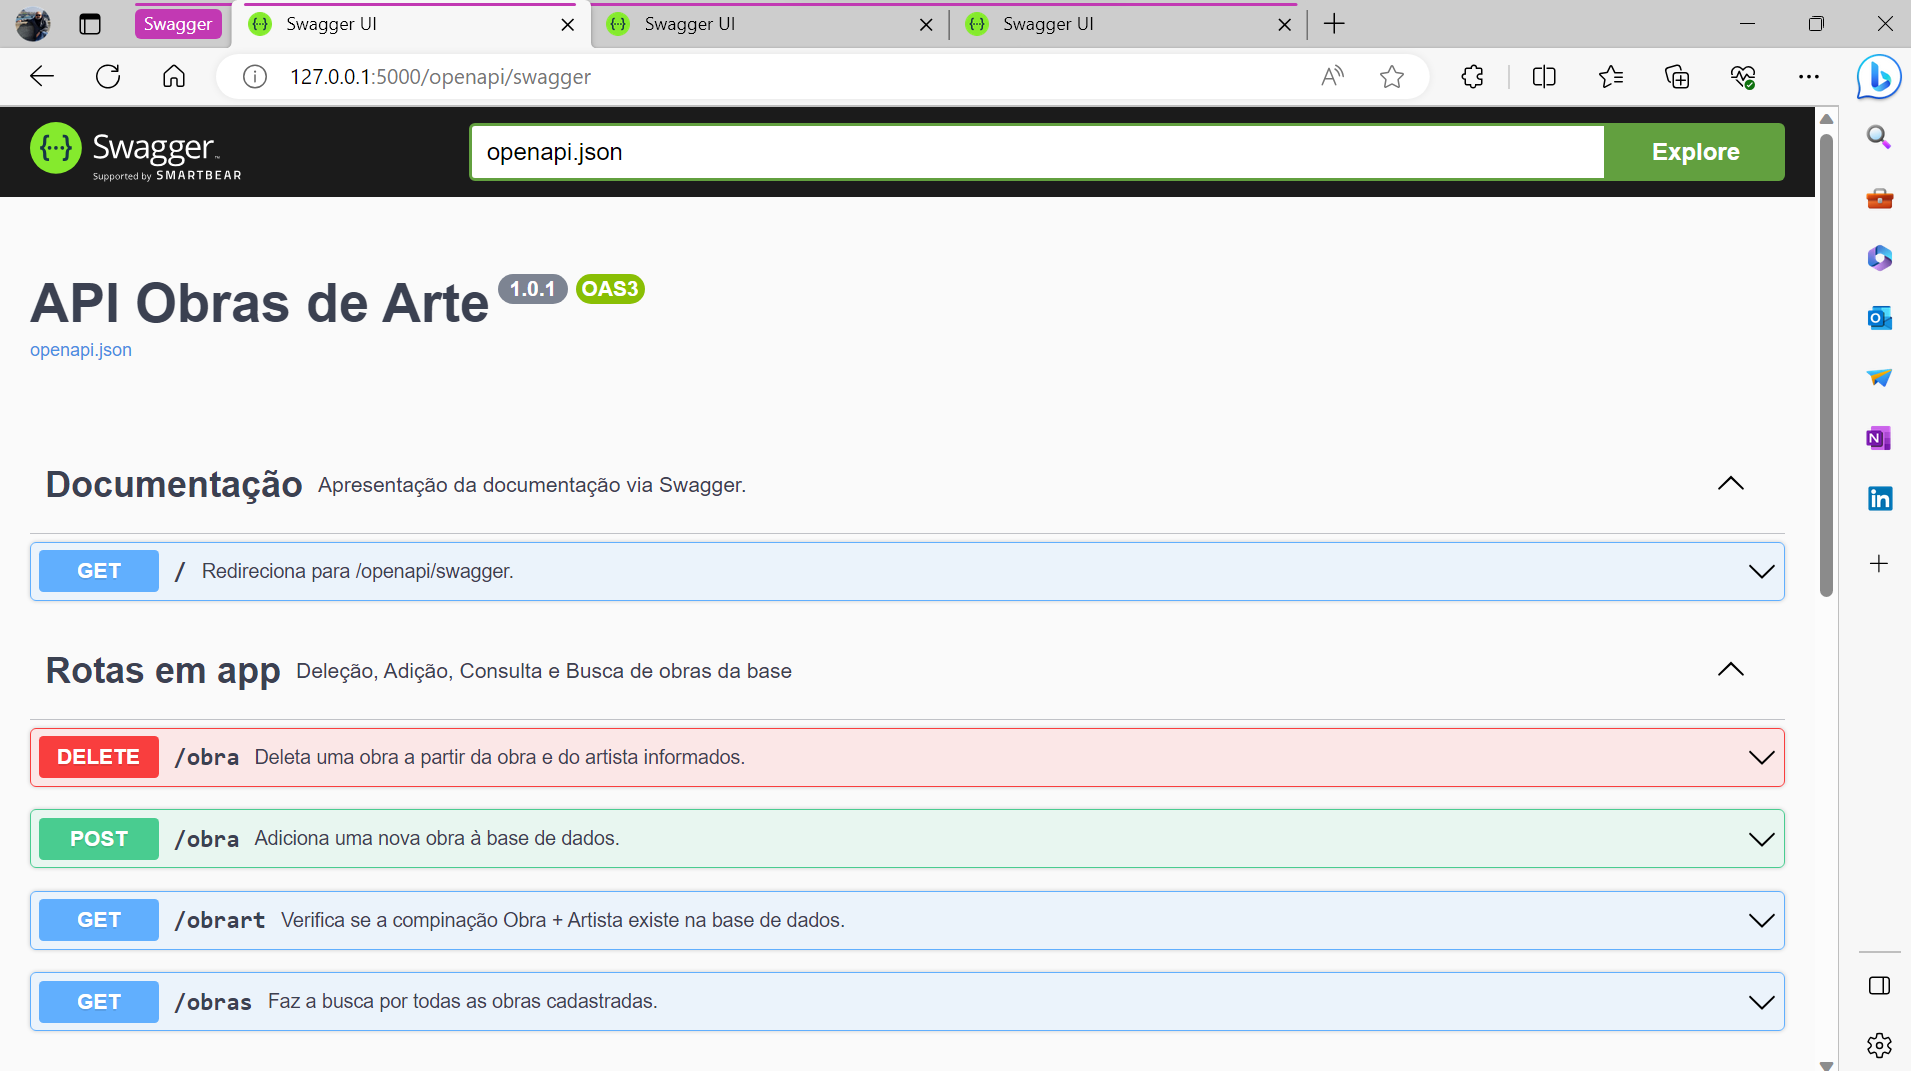 Swagger
Swagger UI
Swagger UI
Swagger UI
127.0.0.1:5000/openapi/swagger
Swagger
Supported by SMARTBEAR
openapi.json
Explore
API Obras de Arte 1.0.1 OAS3
openapi.json
Documentação Apresentação da documentação via Swagger.
GET / Redireciona para /openapi/swagger.
Rotas em app Deleção, Adição, Consulta e Busca de obras da base
DELETE /obra Deleta uma obra a partir da obra e do artista informados.
POST /obra Adiciona uma nova obra à base de dados.
GET /obrart Verifica se a compinação Obra + Artista existe na base de dados.
GET /obras Faz a busca por todas as obras cadastradas.